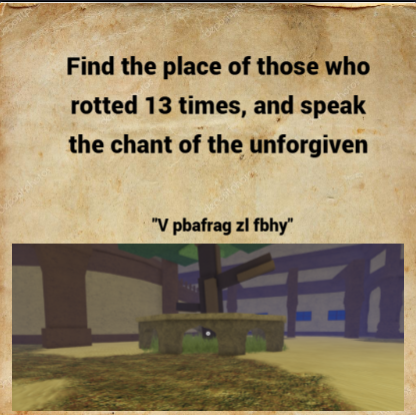 Find the place of those who
rotted 13 times, and speak
the chant of the unforgiven
"V pbafrag zl fbhy"